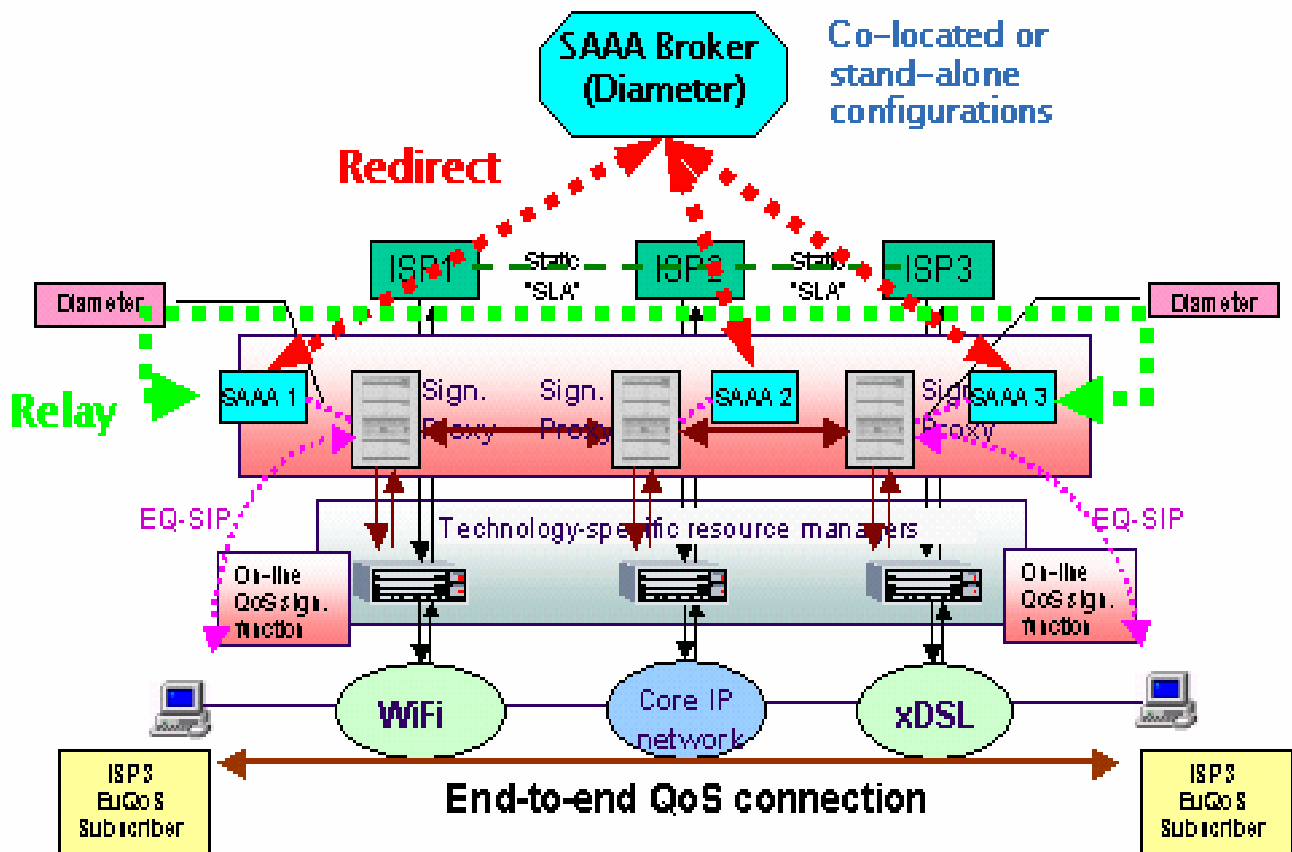 SAAA Broker
(Diameter)
Co-located or
stand-alone
configurations
Redirect
ISP1
Static
"SLA"
ISP2
Static
"SLA"
ISP3
Diameter
Diameter
Relay
SAAA 1
Sign.
Proxy
Sign.
Proxy
SAAA 2
Sign.
Proxy
SAAA 3
EQ-SIP
EQ-SIP
Technology-specific resource managers
On-line
QoS sign.
function
On-line
QoS sign.
function
WiFi
Core IP
network
xDSL
ISP3
EuQoS
Subscriber
End-to-end QoS connection
ISP3
EuQoS
Subscriber